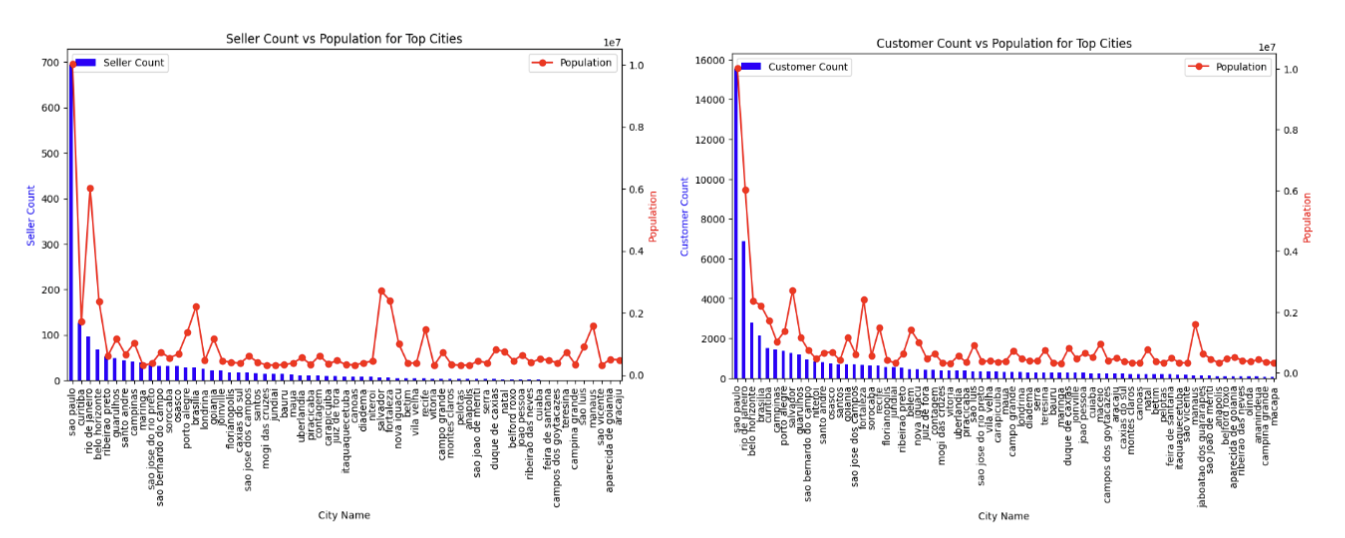 Seller Count vs Population for Top Cities
1e7
Seller Count
Population
700
600
500
400
300
200
100
0
1.0
0.8
0.6
0.4
0.2
0.0
Seller Count
Population
sao paulo
curitiba
rio de janeiro
belo horizonte
ribeirao preto
guarulhos
santo andre
campinas
maringa
sao jose do rio preto
sao bernardo do campo
sorocaba
osasco
porto alegre
brasilia
londrina
goiania
joinville
florianopolis
caxias do sul
sao jose dos campos
santos
mogi das cruzes
jundiai
bauru
maua
uberlandia
piracicaba
contagem
carapicuiba
juiz de fora
itaquaquecetuba
canoas
diadema
niteroi
salvador
fortaleza
nova iguacu
betim
vila velha
recife
vitoria
campo grande
montes claros
pelotas
anapolis
sao joao de meriti
serra
duque de caxias
natal
belford roxo
joao pessoa
ribeirao das neves
cuiaba
feira de santana
campos dos goytacazes
teresina
campina grande
sao luis
manaus
sao vicente
aparecida de goiania
aracaju
City Name
Customer Count vs Population for Top Cities
1e7
Customer Count
Population
16000
14000
12000
10000
8000
6000
4000
2000
0
1.0
0.8
0.6
0.4
0.2
0.0
Customer Count
Population
sao paulo
rio de janeiro
belo horizonte
brasilia
curitiba
campinas
porto alegre
salvador
guarulhos
sao bernardo do campo
niteroi
santo andre
osasco
santos
goiania
sao jose dos campos
fortaleza
sorocaba
recife
florianopolis
jundiai
ribeirao preto
nova iguacu
juiz de fora
contagem
mogi das cruzes
vitoria
uberlandia
piracicaba
sao luis
sao jose do rio preto
vila velha
maua
campo grande
londrina
diadema
teresina
bauru
maringa
duque de caxias
joinville
joao pessoa
serra
maceio
campos dos goytacazes
aracaju
caxias do sul
montes claros
canoas
natal
betim
pelotas
feira de santana
itaquaquecetuba
sao vicente
manaus
jaboatao dos guararapes
sao joao de meriti
anapolis
belford roxo
aparecida de goiania
ribeirao das neves
olinda
ananindeua
campina grande
macapa
City Name